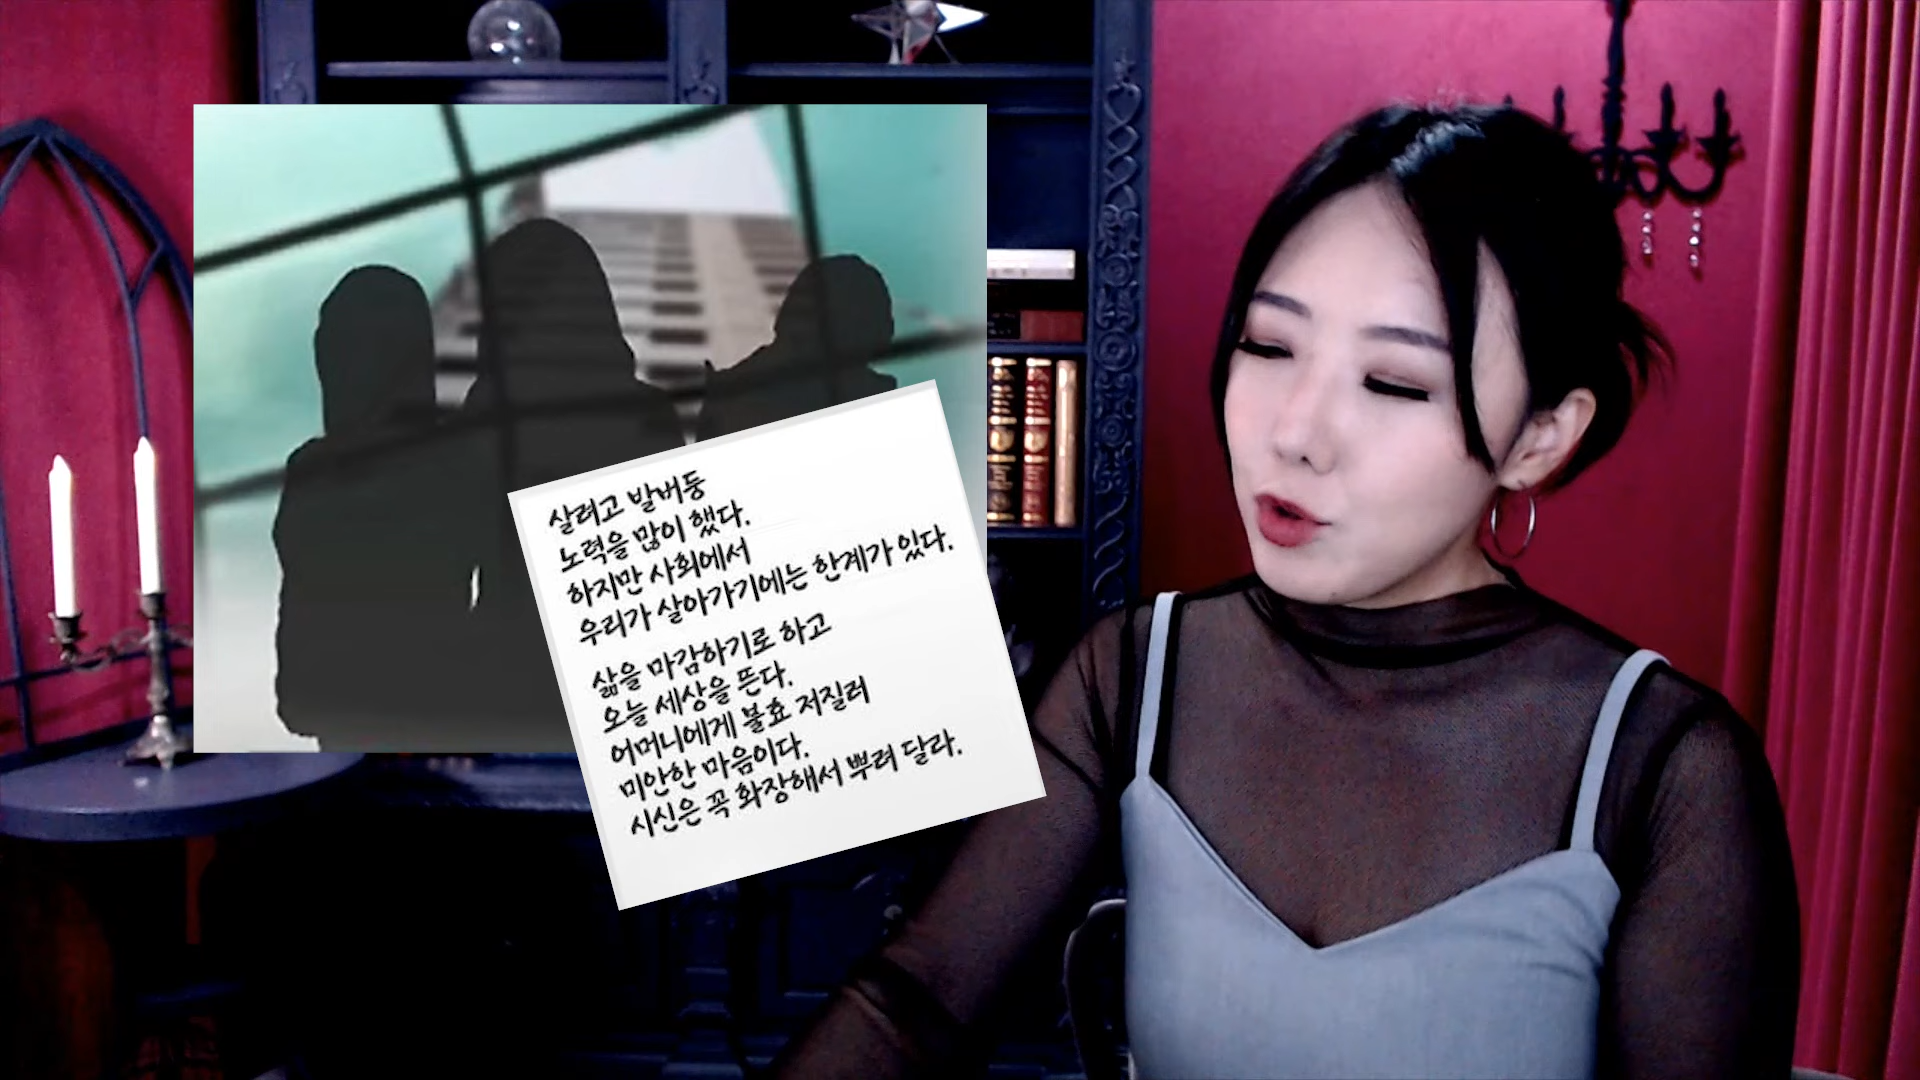 살려고 발버둥
노력을 많이 했다.
하지만 사회에서
우리가 살아가기에는 한계가 있다.
삶을 마감하기로 하고
오늘 세상을 뜬다.
어머니에게 불효 저질러
미안한 마음이다.
시신은 꼭 화장해서 뿌려 달라.